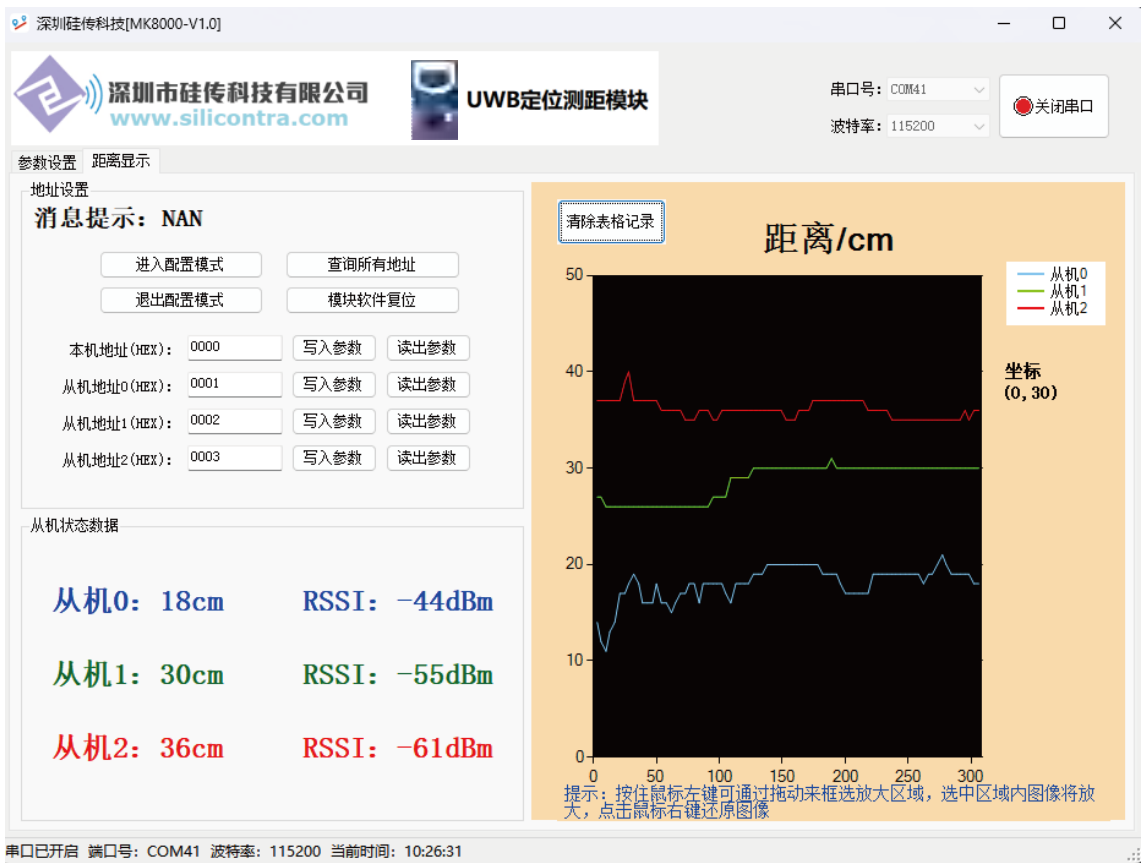 深圳硅传科技[MK8000-V1.0]
深圳市硅传科技有限公司
www.silicontra.com
UWB定位测距模块
串口号: COM41
波特率: 115200
关闭串口
参数设置 距离显示
地址设置
消息提示: NAN
进入配置模式 查询所有地址
退出配置模式 模块软件复位
本机地址(HEX): 0000 写入参数 读出参数
从机地址0(HEX): 0001 写入参数 读出参数
从机地址1(HEX): 0002 写入参数 读出参数
从机地址2(HEX): 0003 写入参数 读出参数
从机状态数据
从机0: 18cm RSSI: -44dBm
从机1: 30cm RSSI: -55dBm
从机2: 36cm RSSI: -61dBm
清除表格记录
距离/cm
从机0
从机1
从机2
坐标
(0,30)
50
40
30
20
10
0
0 50 100 150 200 250 300
提示: 按住鼠标左键可通过拖动来框选放大区域，选中区域内图像将放
大，点击鼠标右键还原图像
串口已开启 端口号: COM41 波特率: 115200 当前时间: 10:26:31